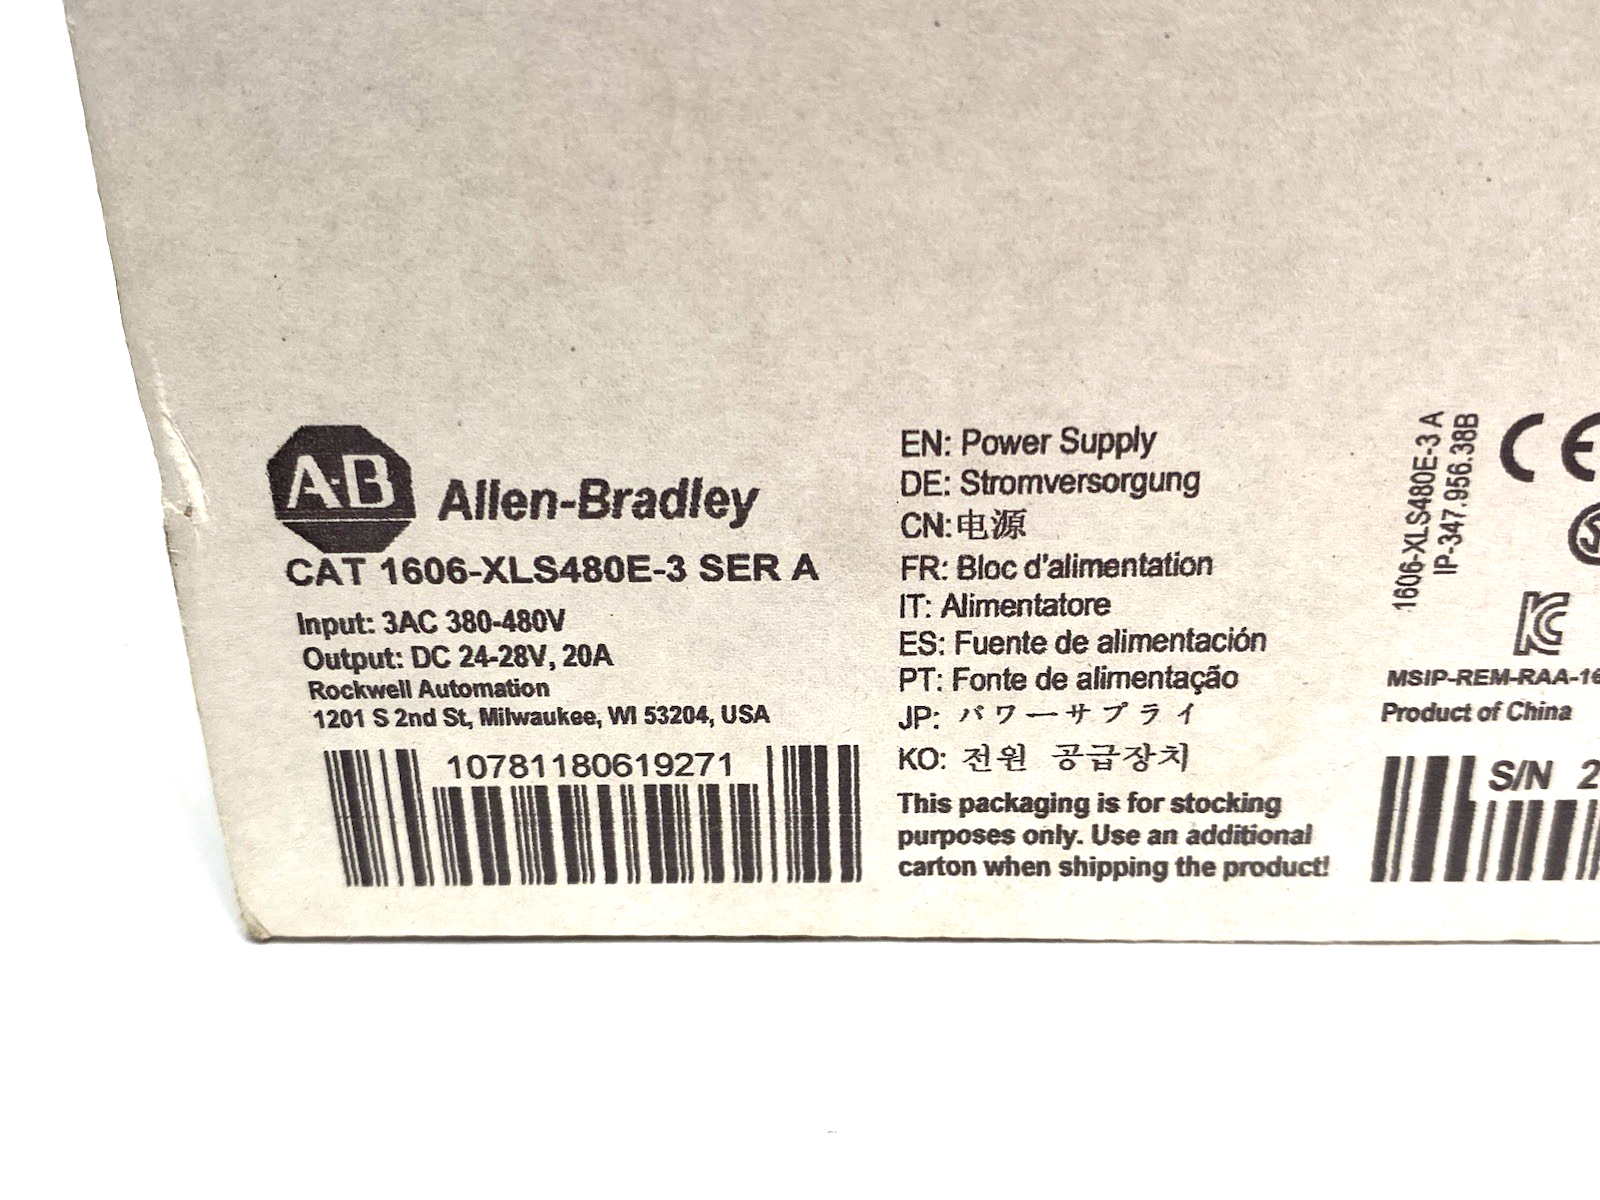 A-B
Allen-Bradley
CAT 1606-XLS480E-3 SER A
Input: 3AC 380-480V
Output: DC 24-28V, 20A
Rockwell Automation
1201 S 2nd St, Milwaukee, WI 53204, USA
10781180619271
EN: Power Supply
DE: Stromversorgung
CN:电源
FR: Bloc d'alimentation
IT: Alimentatore
ES: Fuente de alimentación
PT: Fonte de alimentação
JP: パワーサプライ
KO: 전원 공급장치
This packaging is for stocking
purposes only. Use an additional
carton when shipping the product!
1606-XLS480E-3 A
IP-347.956.38B
CE
MSIP-REM-RAA-16
Product of China
S/N 2